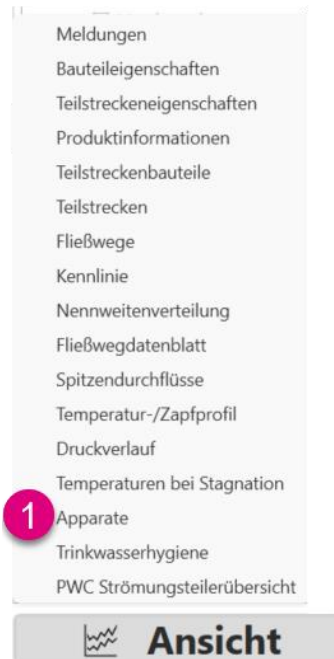 Meldungen
Bauteileigenschaften
Teilstreckeneigenschaften
Produktinformationen
Teilstreckenbauteile
Teilstrecken
Fließwege
Kennlinie
Nennweitenverteilung
Fließwegdatenblatt
Spitzendurchflüsse
Temperatur-/Zapfprofil
Druckverlauf
Temperaturen bei Stagnation
1 Apparate
Trinkwasserhygiene
PWC Strömungsteilerübersicht
Ansicht